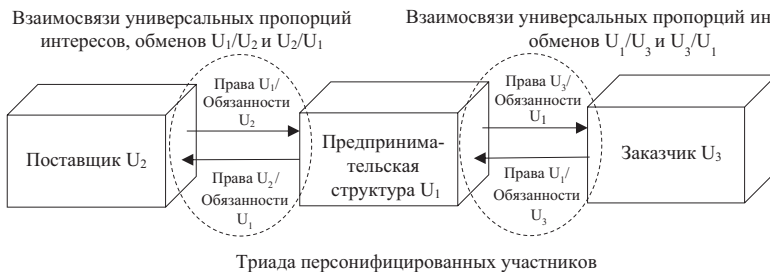 Взаимосвязи универсальных пропорций
интересов, обменов U₁/U₂ и U₂/U₁
Взаимосвязи универсальных пропорций
обменов U₁/U₃ и U₃/U₁
Права U₁/
Обязанности
U₂
Права U₃/
Обязанности
U₁
Поставщик U₂
Предпринима-
тельская
структура U₁
Заказчик U₃
Права U₂/
Обязанности
U₁
Права U₁/
Обязанности
U₃
Триада персонифицированных участников